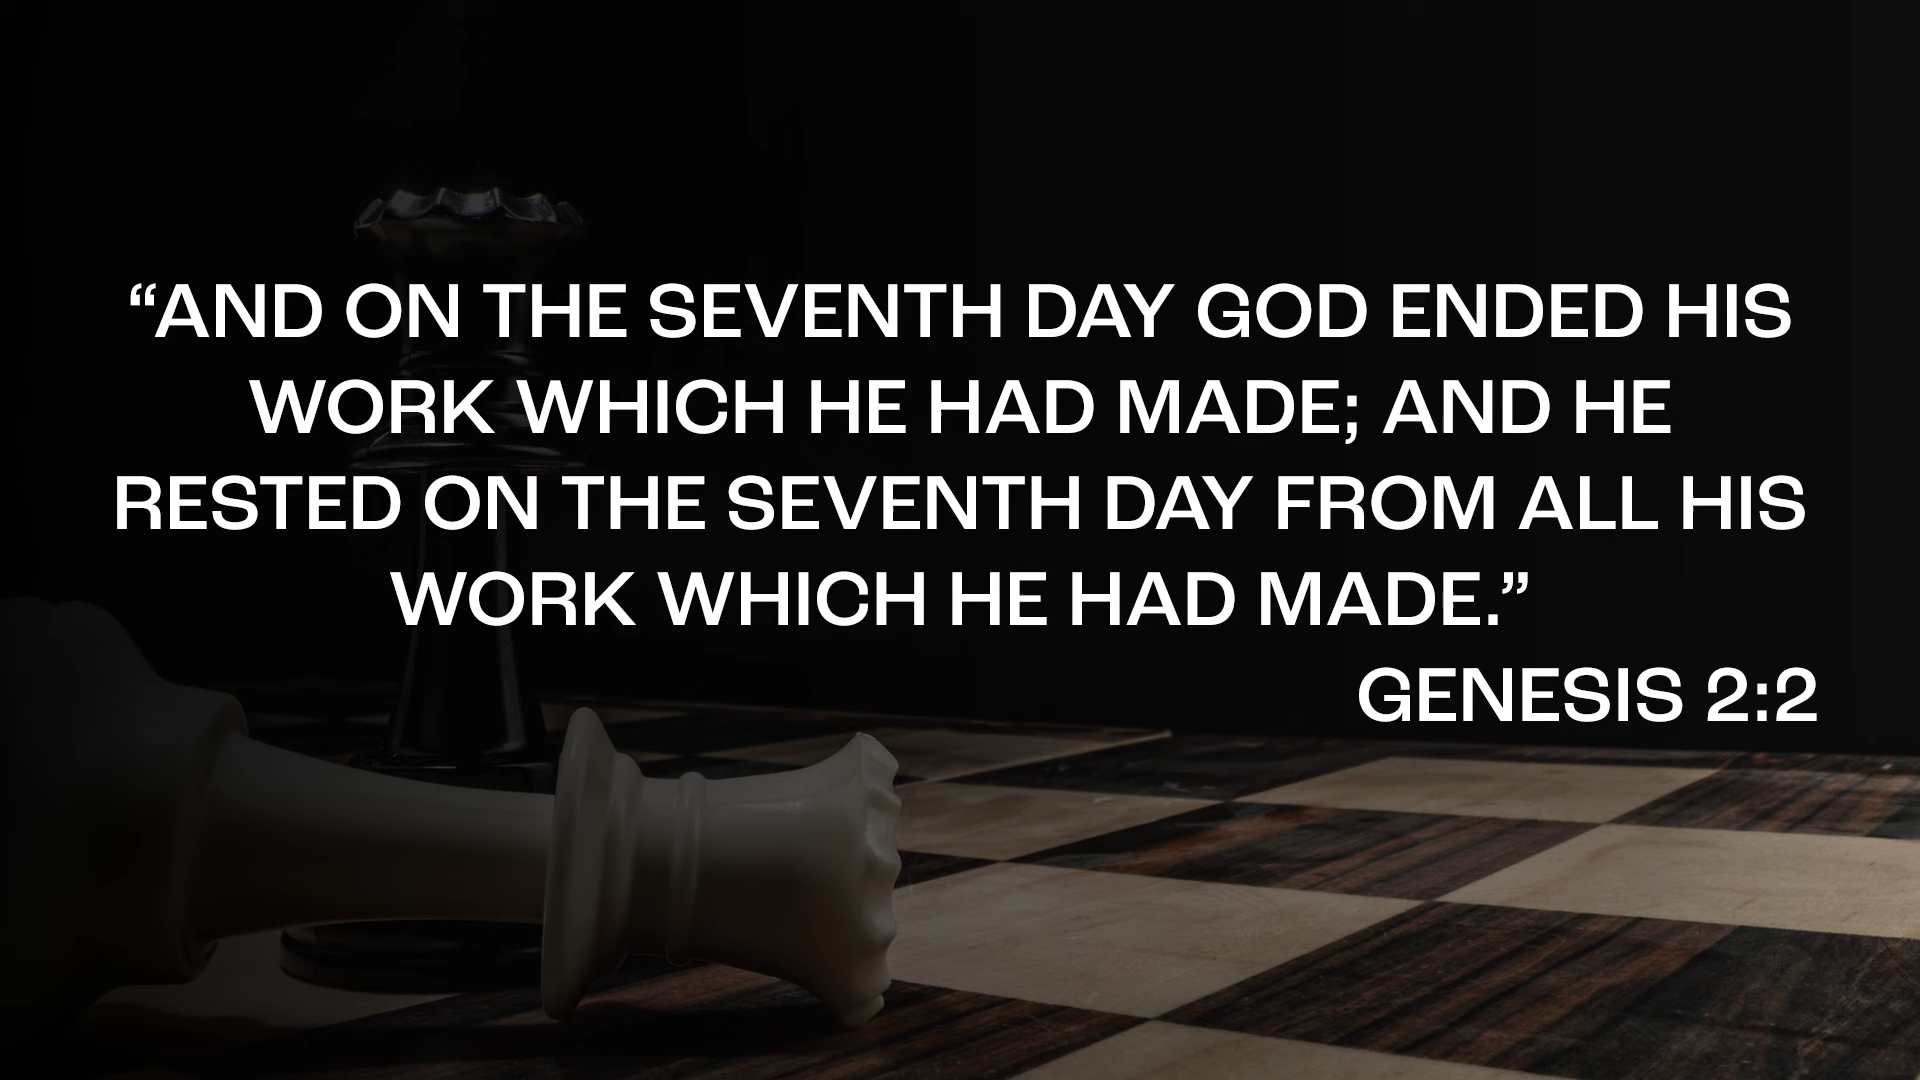 “AND ON THE SEVENTH DAY GOD ENDED HIS
WORK WHICH HE HAD MADE; AND HE
RESTED ON THE SEVENTH DAY FROM ALL HIS
WORK WHICH HE HAD MADE.”
GENESIS 2:2